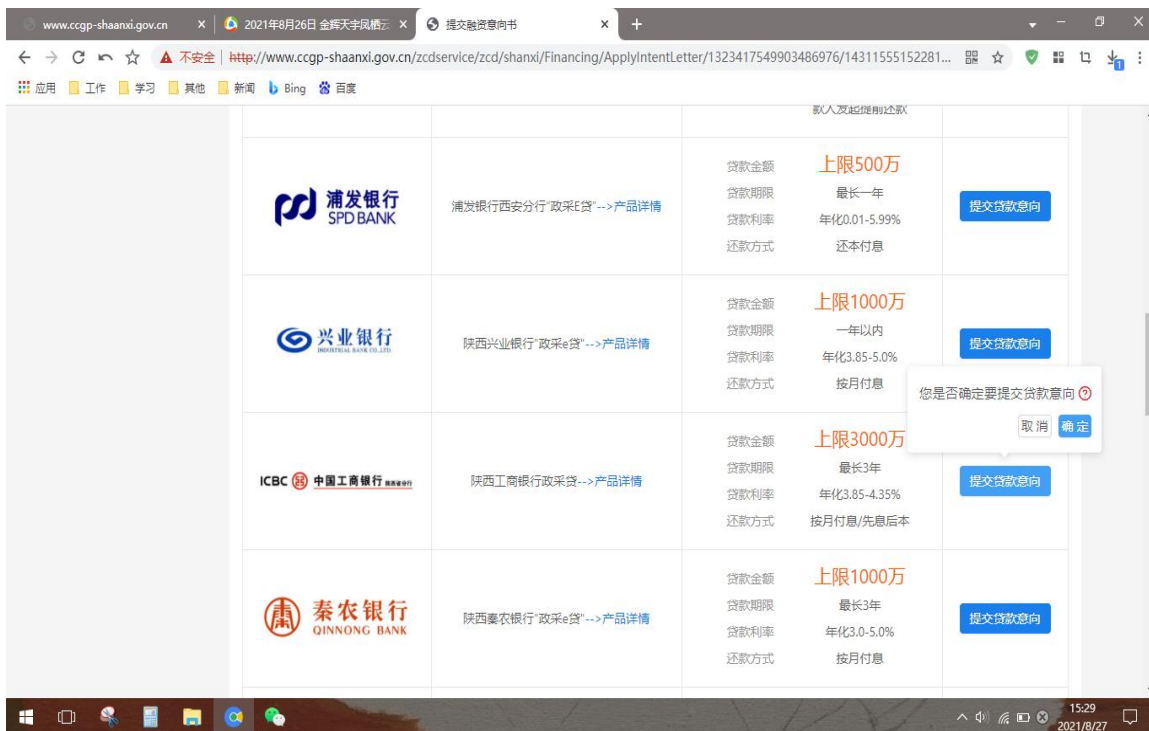 www.ccgp-shaanxi.gov.cn
2021年8月26日 金辉天宇凤栖云
提交融资意向书
不安全 http://www.ccgp-shaanxi.gov.cn/zcdservice/zcd/shanxi/Financing/ApplyIntentLetter/1323417549903486976/14311555152281...
应用 工作 学习 其他 新闻 Bing 百度
款人发起提前还款
浦发银行
SPD BANK
浦发银行西安分行"政采E贷"-->产品详情
贷款金额 上限500万
贷款期限 最长一年
贷款利率 年化0.01-5.99%
还款方式 还本付息
提交贷款意向
兴业银行
INDUSTRIAL BANK CO.,LTD.
陕西兴业银行"政采e贷"-->产品详情
贷款金额 上限1000万
贷款期限 一年以内
贷款利率 年化3.85-5.0%
还款方式 按月付息
提交贷款意向
您是否确定要提交贷款意向
取消 确定
ICBC 中国工商银行 陕西省分行
陕西工商银行政采贷-->产品详情
贷款金额 上限3000万
贷款期限 最长3年
贷款利率 年化3.85-4.35%
还款方式 按月付息/先息后本
提交贷款意向
秦农银行
QINNONG BANK
陕西秦农银行"政采e贷"-->产品详情
贷款金额 上限1000万
贷款期限 最长3年
贷款利率 年化3.0-5.0%
还款方式 按月付息
提交贷款意向
15:29
2021/8/27